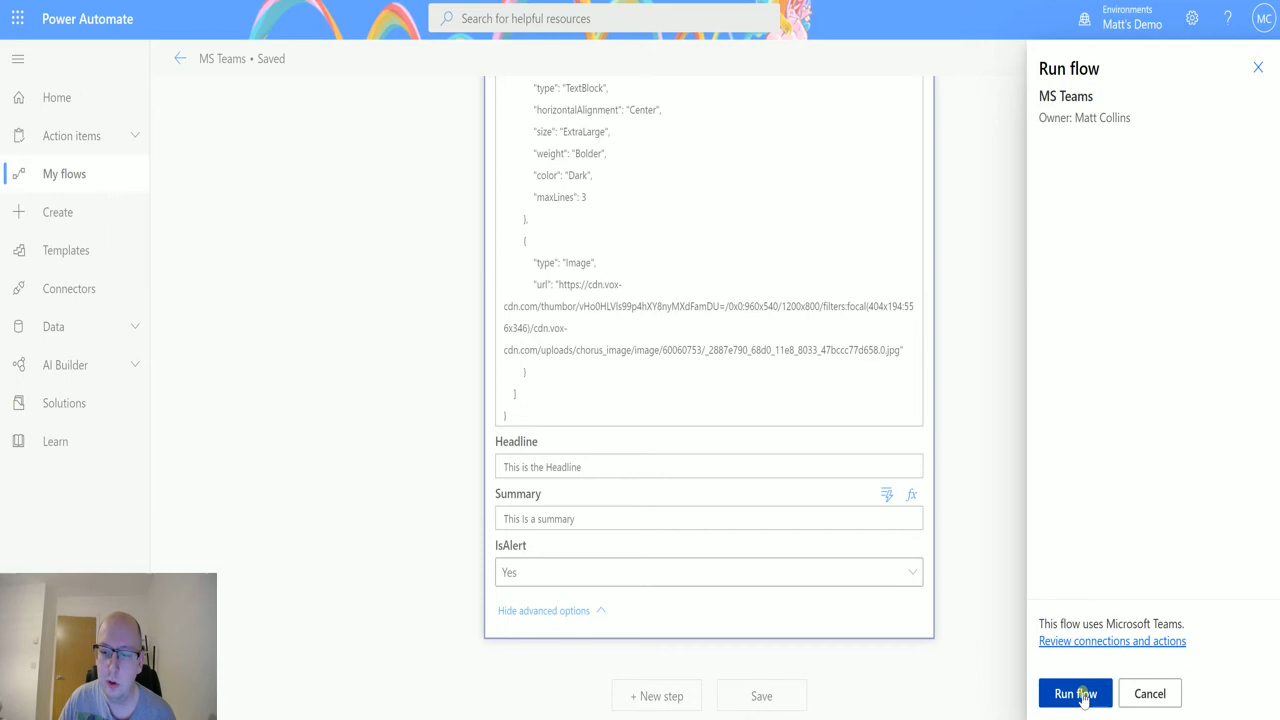 Power Automate
Search for helpful resources
Environments
Matt's Demo
MC
MS Teams • Saved
Home
Action items
My flows
Create
Templates
Connectors
Data
AI Builder
Solutions
Learn
"type": "TextBlock",
"horizontalAlignment": "Center",
"size": "ExtraLarge",
"weight": "Bolder",
"color": "Dark",
"maxLines": 3
},
{
"type": "Image",
"url": "https://cdn.vox-
cdn.com/thumbor/vHo0HLVIs99p4hXY8nyMXdFamDU=/0x0:960x540/1200x800/filters:focal(404x194:55
6x346)/cdn.vox-
cdn.com/uploads/chorus_image/image/60060753/_2887e790_68d0_11e8_8033_47bccc77d658.0.jpg"
}
]
}
Headline
This is the Headline
Summary
fx
This Is a summary
IsAlert
Yes
Hide advanced options
+ New step
Save
Run flow
MS Teams
Owner: Matt Collins
This flow uses Microsoft Teams.
Review connections and actions
Run flow
Cancel